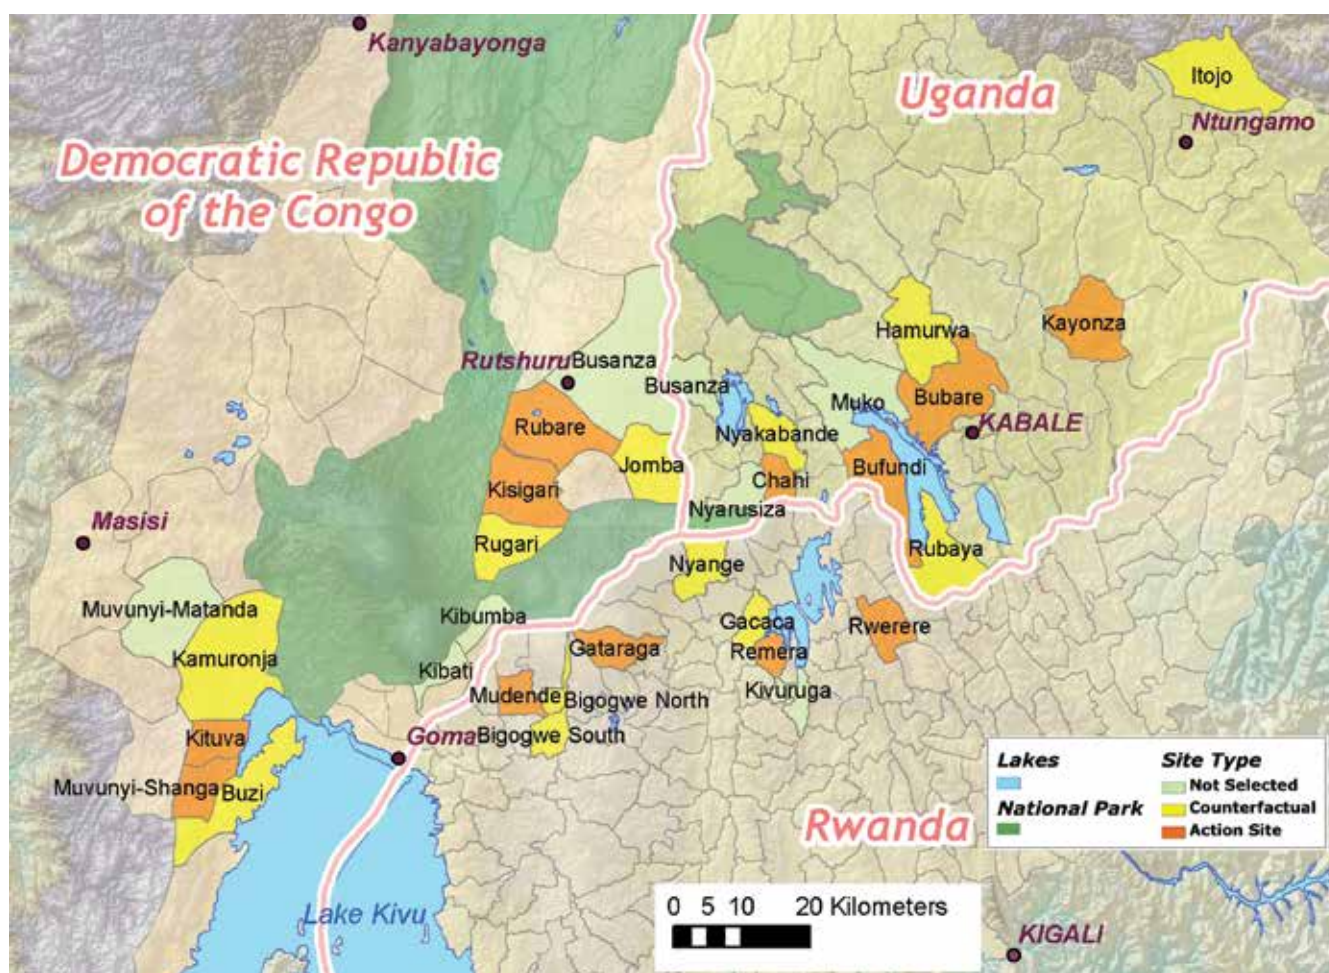 Kanyabayonga
Itojo
Uganda
Ntungamo
Democratic Republic
of the Congo
Hamurwa
Kayonza
Rutshuru
Busanza
Busanza
Muko
Bubare
KABALE
Rubare
Nyakabande
Jomba
Bufundi
Kisigari
Chahi
Nyarusiza
Masisi
Rugari
Rubaya
Nyange
Muvunyi-Matanda
Kibumba
Gacaca
Rwerere
Kamuronja
Gataraga
Remera
Kibati
Mudende
Bigogwe North
Kivuruga
Kituva
Goma
Bigogwe South
Muvunyi-Shanga
Buzi
Rwanda
Lakes
National Park
Site Type
Not Selected
Counterfactual
Action Site
Lake Kivu
0 5 10 20 Kilometers
KIGALI